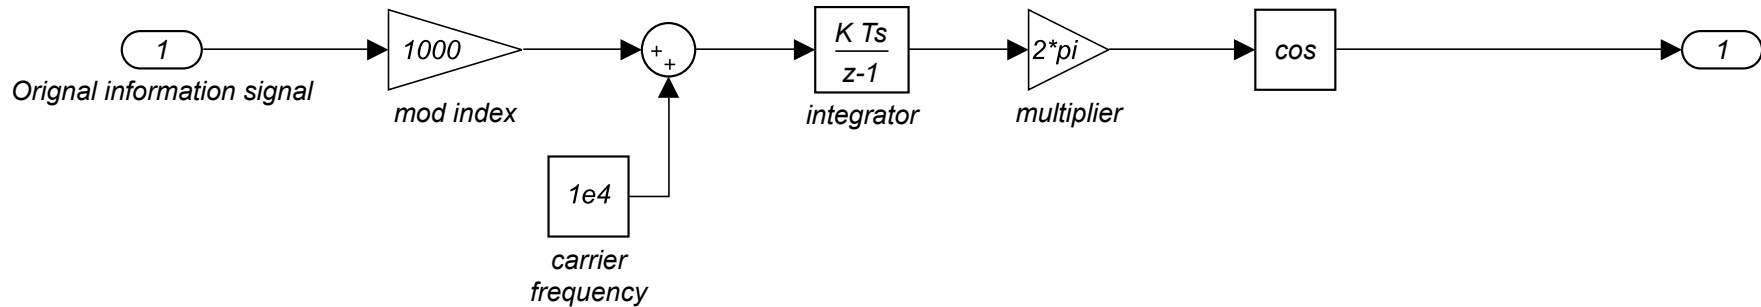 1
Orignal information signal
1000
mod index
+
+
1e4
carrier
frequency
K Ts
z-1
integrator
2*pi
multiplier
cos
1